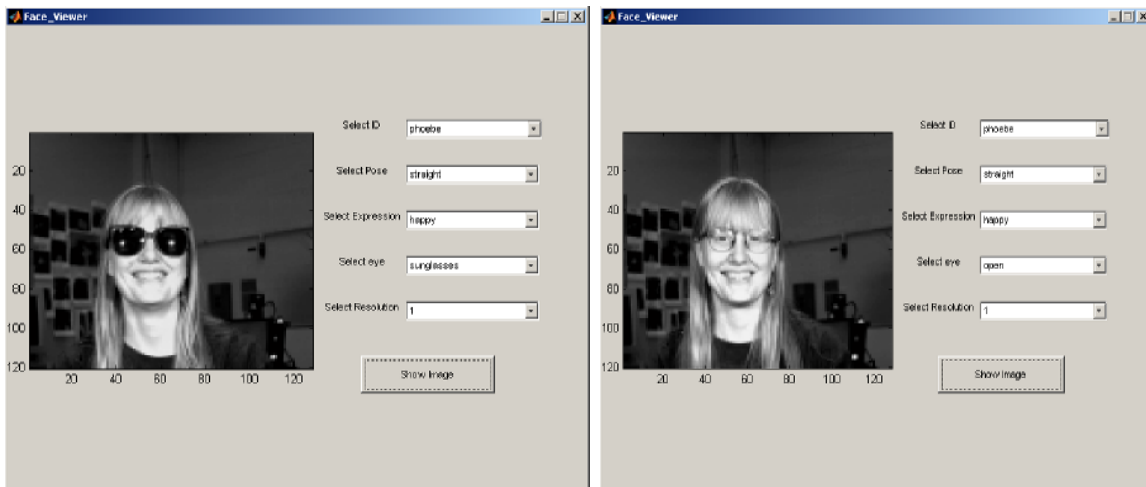 Face_Viewer
Select ID
phoebe
Select Pose
straight
Select Expression
happy
Select eye
sunglasses
Select Resolution
1
Show Image
20
40
60
80
100
120
20 40 60 80 100 120
Face_Viewer
Select ID
phoebe
Select Pose
straight
Select Expression
happy
Select eye
open
Select Resolution
1
Show Image
20
40
60
80
100
120
20 40 60 80 100 120